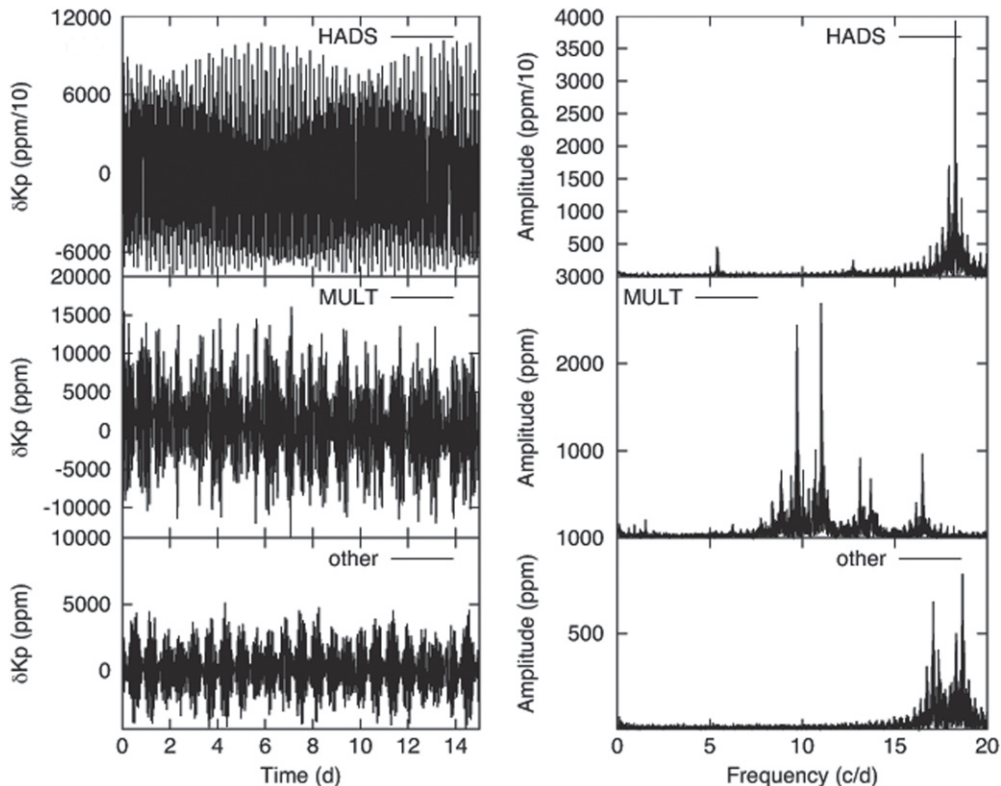 12000
6000
0
-6000
δKp (ppm/10)
HADS
4000
3500
3000
2500
2000
1500
1000
500
Amplitude (ppm/10)
HADS
20000
15000
10000
5000
0
-5000
-10000
δKp (ppm)
MULT
3000
2000
1000
Amplitude (ppm)
MULT
10000
5000
0
δKp (ppm)
other
0 2 4 6 8 10 12 14
Time (d)
1000
500
Amplitude (ppm)
other
0 5 10 15 20
Frequency (c/d)